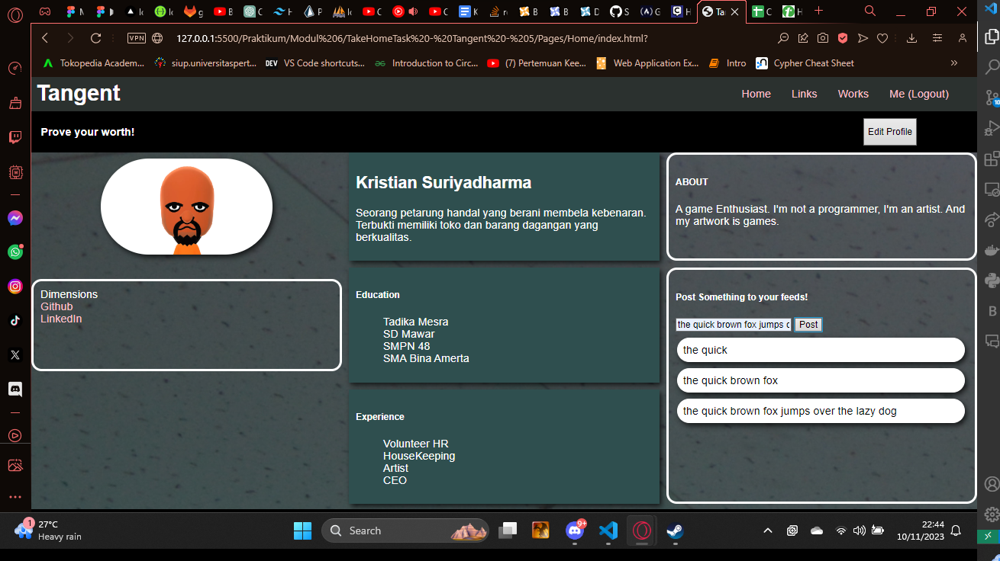 M
I
I
g
B
C
H
P
I
C
C
K
r
B
B
D
S
G
H
Ta
C
H
VPN
127.0.0.1:5500/Praktikum/Modul%206/TakeHomeTask%20-%20Tangent%20-%205/Pages/Home/index.html?
Tokopedia Academ...
siup.universitaspert...
DEV VS Code shortcuts...
Introduction to Circ...
(7) Pertemuan Kee...
Web Application Ex...
Intro
Cypher Cheat Sheet
»
Tangent
Home
Links
Works
Me (Logout)
Prove your worth!
Edit Profile
Kristian Suriyadharma
Seorang petarung handal yang berani membela kebenaran.
Terbukti memiliki toko dan barang dagangan yang
berkualitas.
ABOUT
A game Enthusiast. I'm not a programmer, I'm an artist. And
my artwork is games.
Dimensions
Github
LinkedIn
Education
Tadika Mesra
SD Mawar
SMPN 48
SMA Bina Amerta
Experience
Volunteer HR
HouseKeeping
Artist
CEO
Post Something to your feeds!
the quick brown fox jumps o
Post
the quick
the quick brown fox
the quick brown fox jumps over the lazy dog
10
B
1
27°C
Heavy rain
Search
9+
22:44
10/11/2023